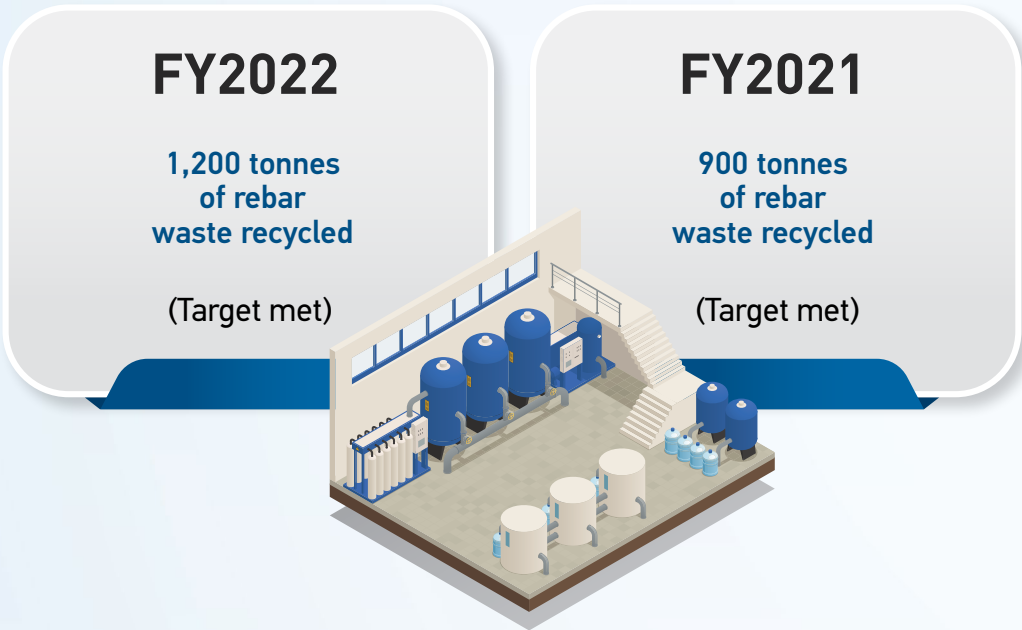 FY2022
1,200 tonnes
of rebar
waste recycled
(Target met)
FY2021
900 tonnes
of rebar
waste recycled
(Target met)